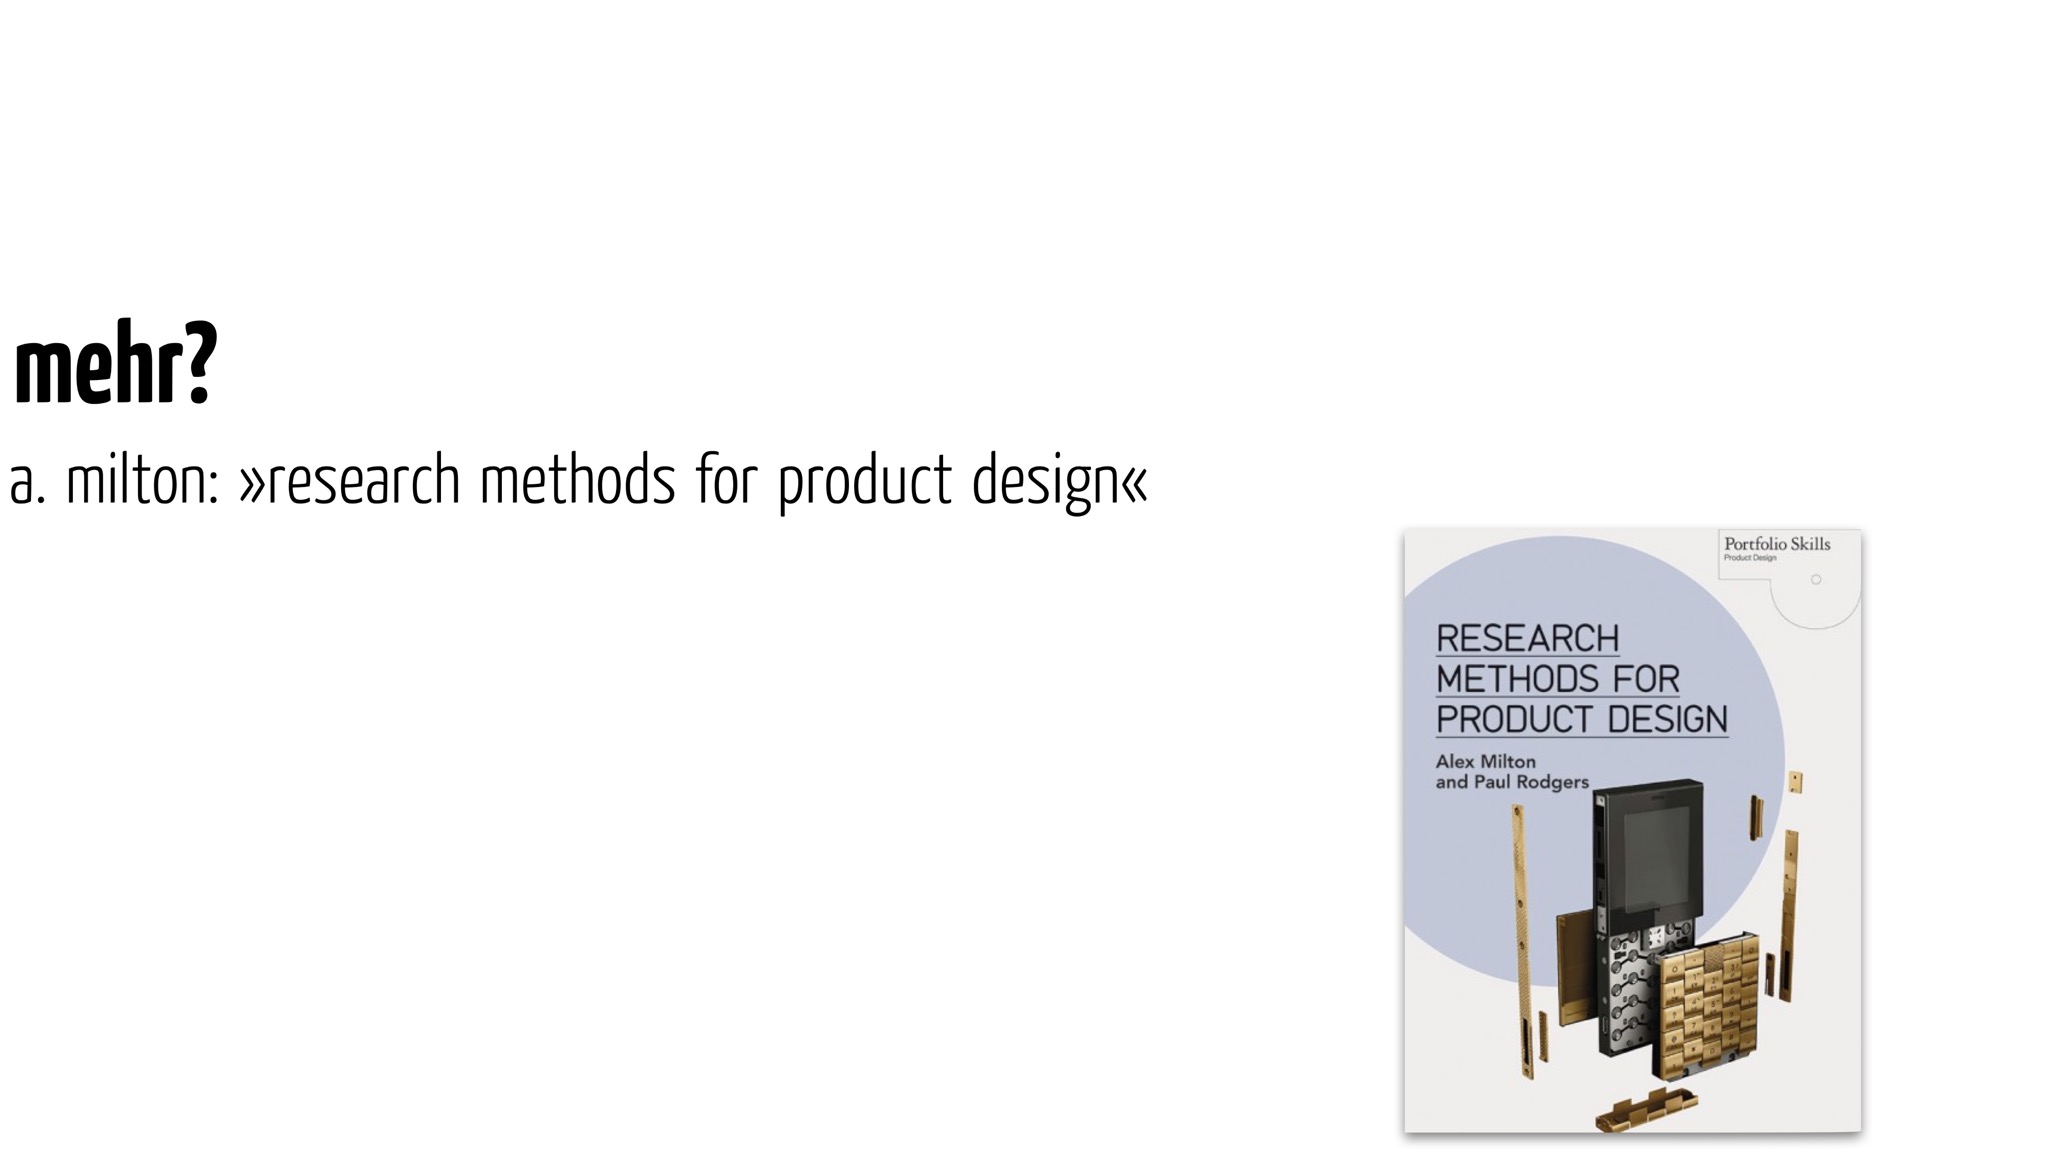 mehr?
a. milton: »research methods for product design«
Portfolio Skills
Product Design
RESEARCH
METHODS FOR
PRODUCT DESIGN
Alex Milton
and Paul Rodgers